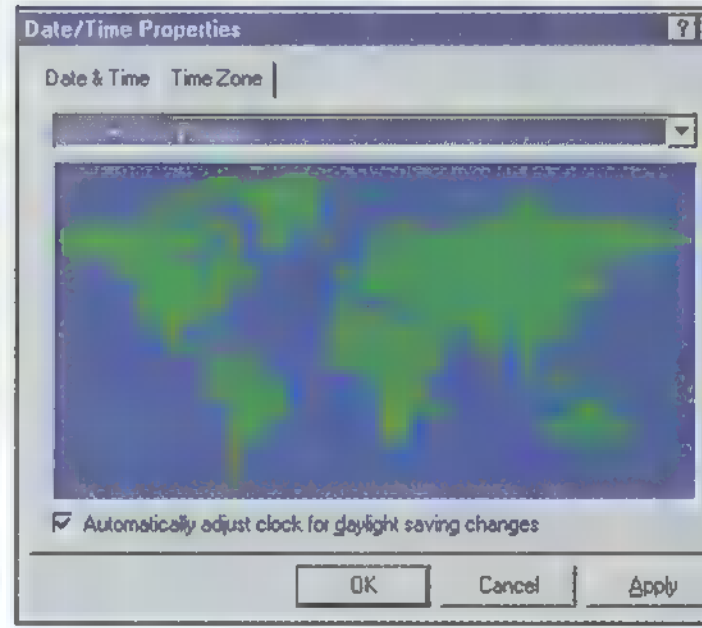 Date/Time Properties
?
Date & Time Time Zone
Automatically adjust clock for daylight saving changes
OK Cancel Apply